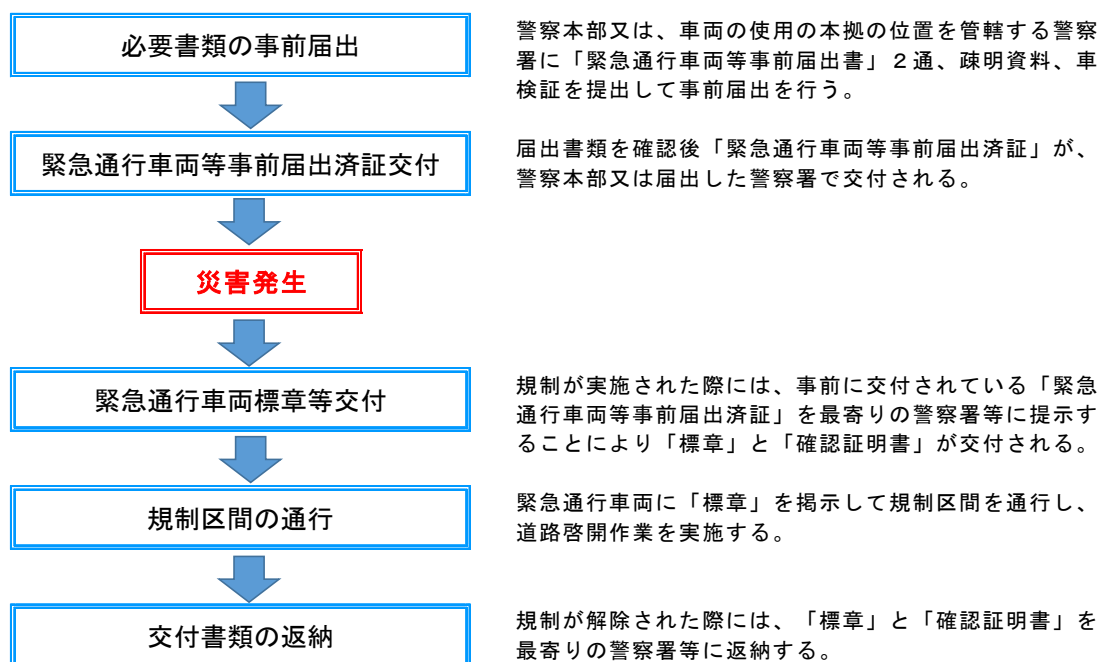 必要書類の事前届出
警察本部又は、車両の使用の本拠の位置を管轄する警察
署に「緊急通行車両等事前届出書」２通、疎明資料、車
検証を提出して事前届出を行う。
緊急通行車両等事前届出済証交付
届出書類を確認後「緊急通行車両等事前届出済証」が、
警察本部又は届出した警察署で交付される。
災害発生
緊急通行車両標章等交付
規制が実施された際には、事前に交付されている「緊急
通行車両等事前届出済証」を最寄りの警察署等に提示す
ることにより「標章」と「確認証明書」が交付される。
規制区間の通行
緊急通行車両に「標章」を掲示して規制区間を通行し、
道路啓開作業を実施する。
交付書類の返納
規制が解除された際には、「標章」と「確認証明書」を
最寄りの警察署等に返納する。